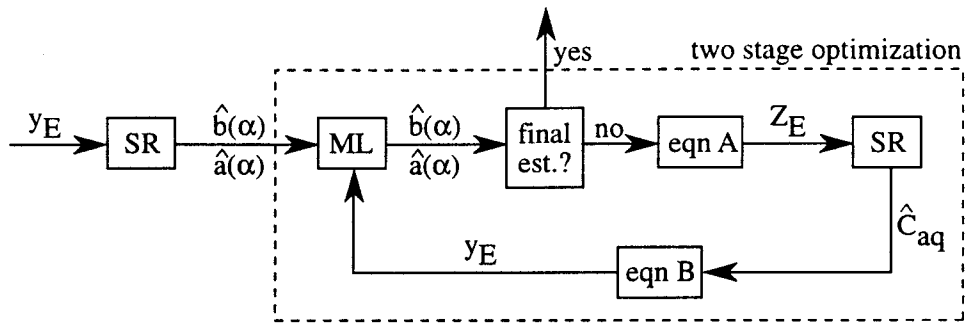 yes
two stage optimization
y_E
SR
b̂(α)
â(α)
ML
b̂(α)
â(α)
final
est.?
no
eqn A
Z_E
SR
Ĉ_aq
y_E
eqn B